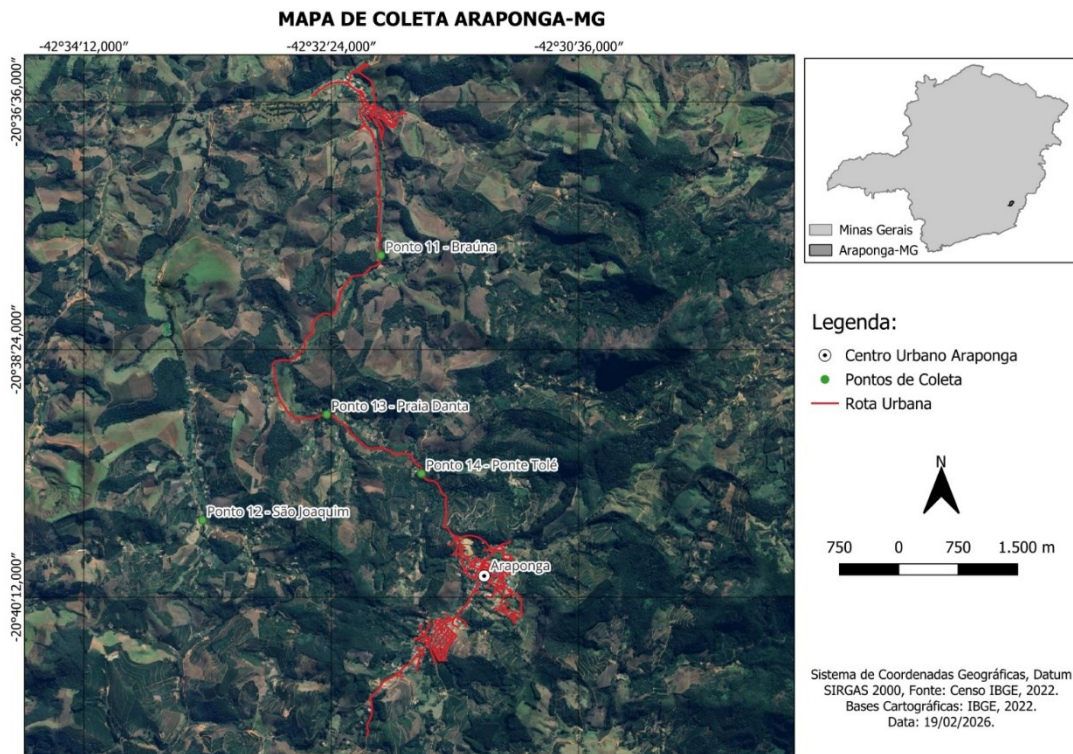 MAPA DE COLETA ARAPONGA-MG
-42°34'12,000″
-42°32'24,000″
-42°30'36,000″
-20°36'36,000″
-20°38'24,000″
-20°40'12,000″
Ponto 11 - Braúna
Ponto 13 - Praia Danta
Ponto 14 - Ponte Tolé
Ponto 12 - São Joaquim
Araponga
Minas Gerais
Araponga-MG
Legenda:
Centro Urbano Araponga
Pontos de Coleta
Rota Urbana
N
750 0 750 1.500 m
Sistema de Coordenadas Geográficas, Datum
SIRGAS 2000, Fonte: Censo IBGE, 2022.
Bases Cartográficas: IBGE, 2022.
Data: 19/02/2026.